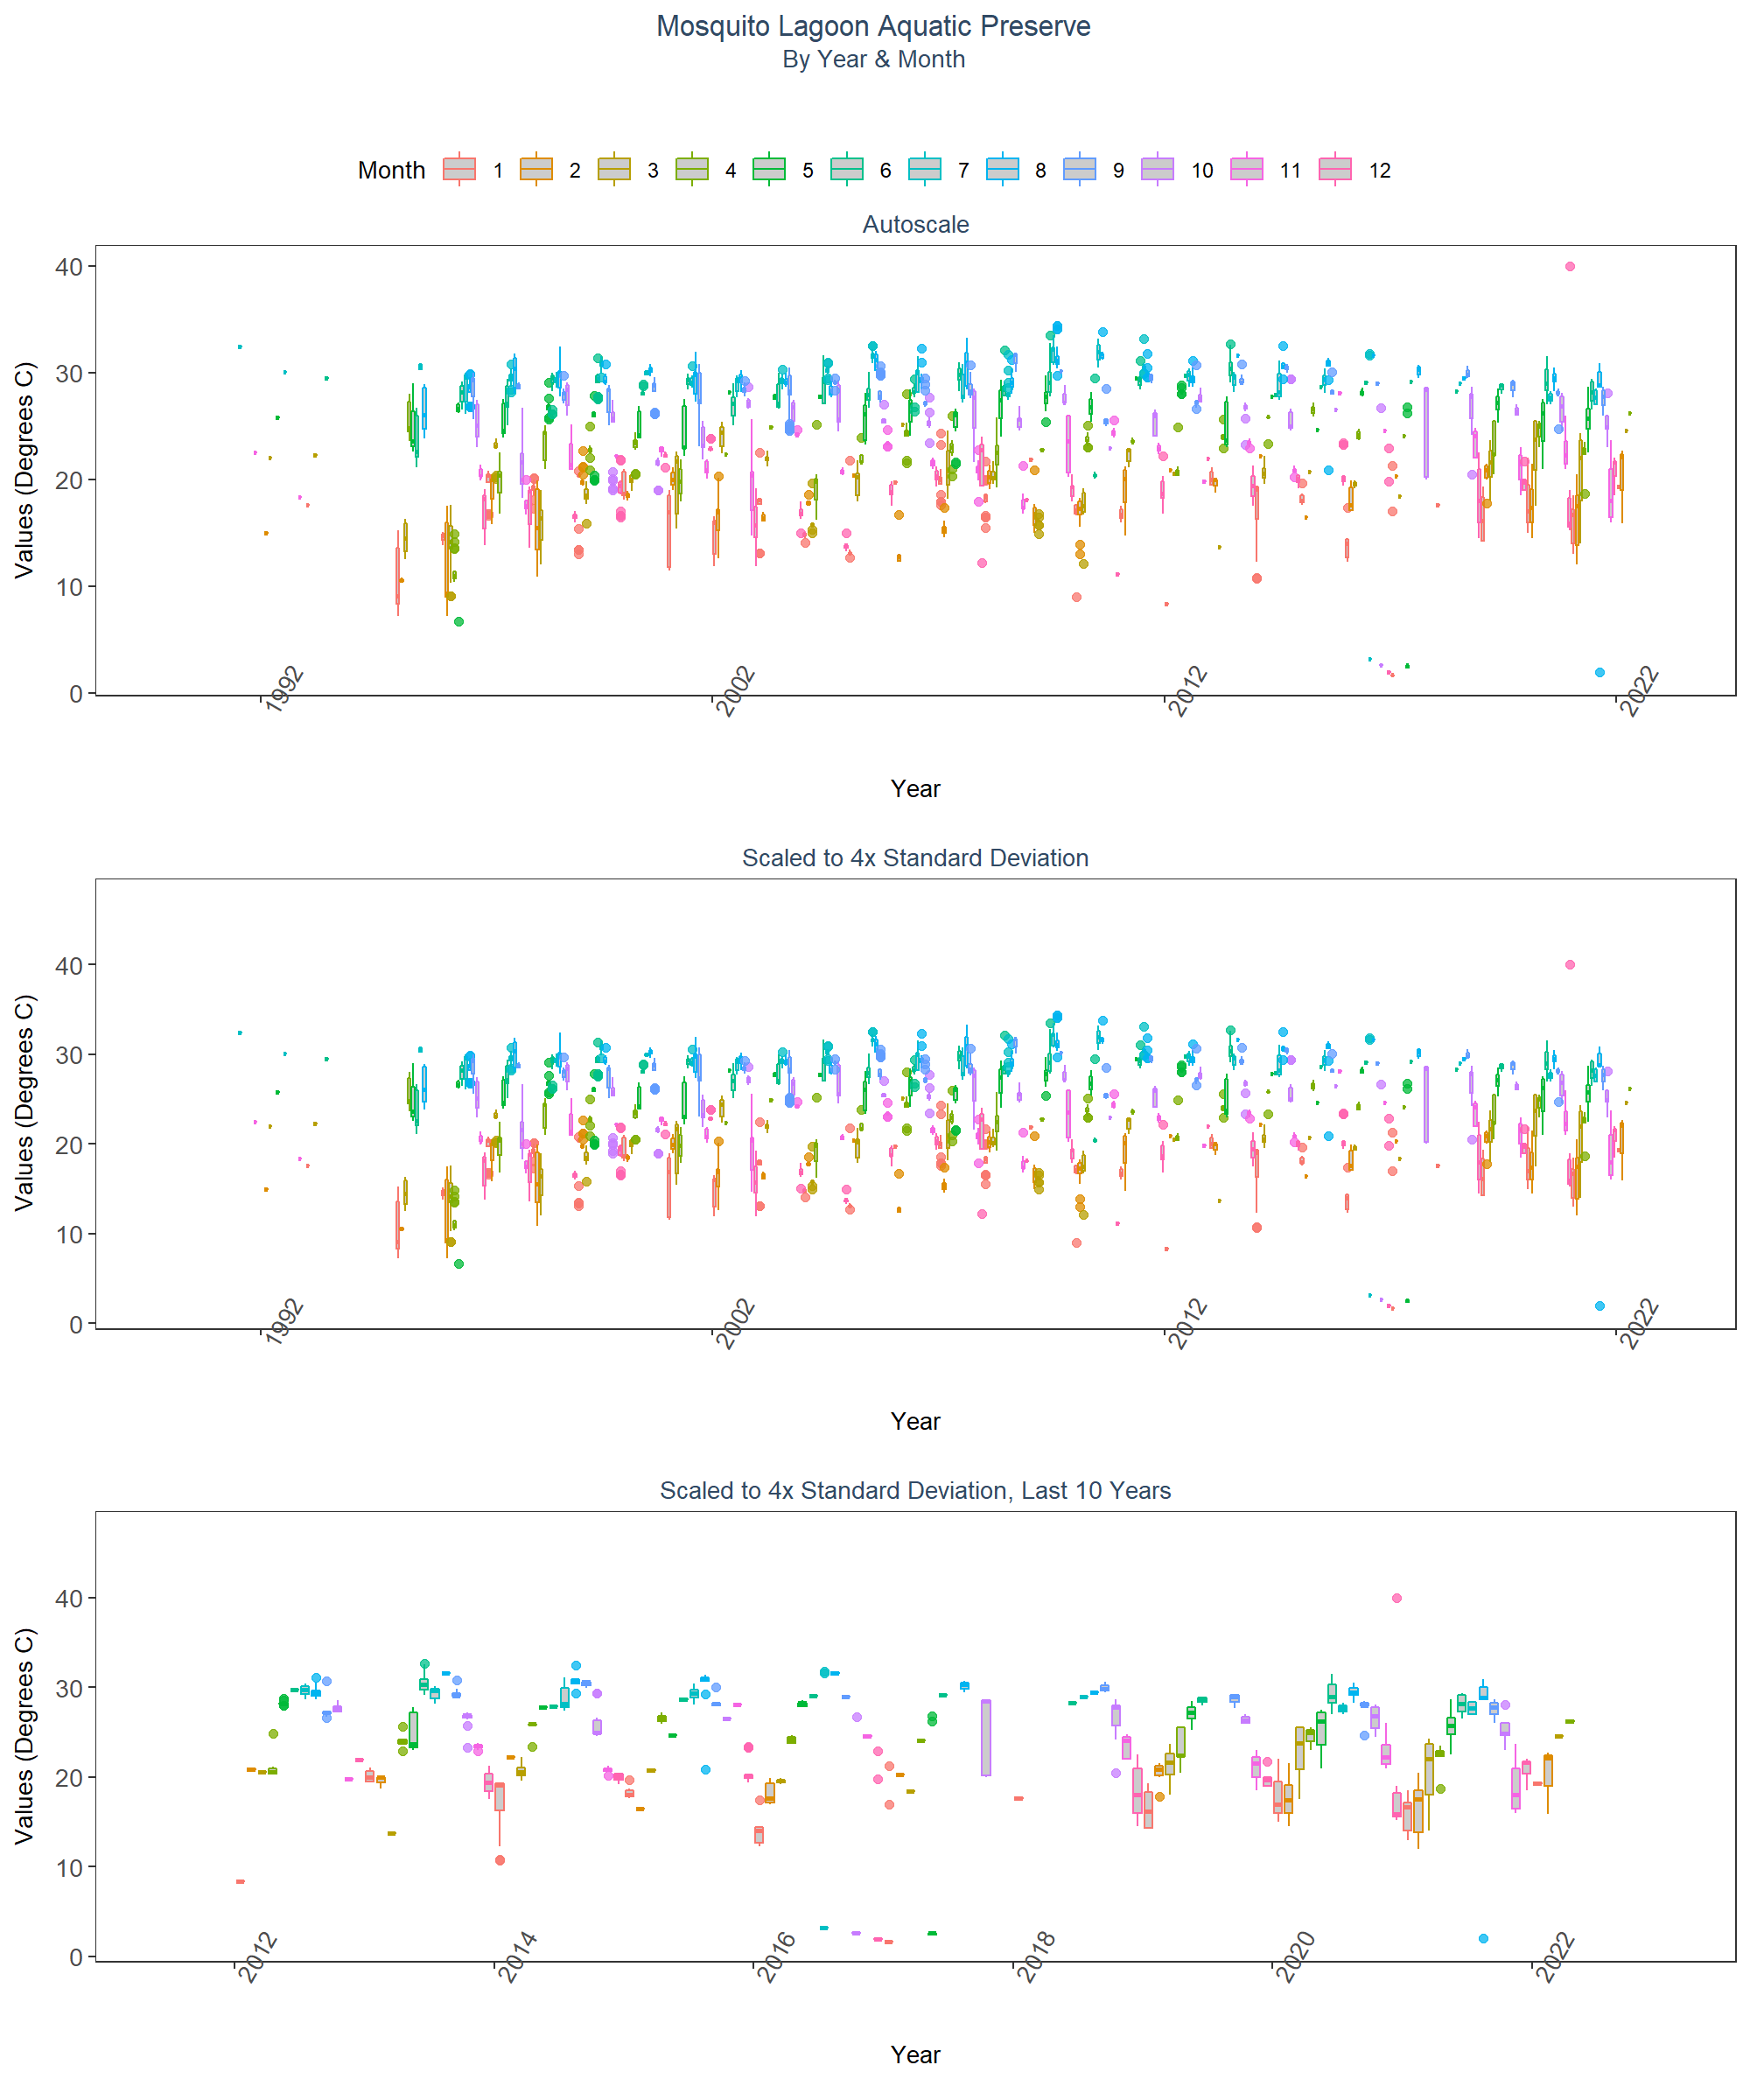 Mosquito Lagoon Aquatic Preserve
By Year & Month
Month 1 2 3 4 5 6 7 8 9 10 11 12
Autoscale
Values (Degrees C)
40
30
20
10
0
1992 2002 2012 2022
Year
Scaled to 4x Standard Deviation
Values (Degrees C)
40
30
20
10
0
1992 2002 2012 2022
Year
Scaled to 4x Standard Deviation, Last 10 Years
Values (Degrees C)
40
30
20
10
0
2012 2014 2016 2018 2020 2022
Year